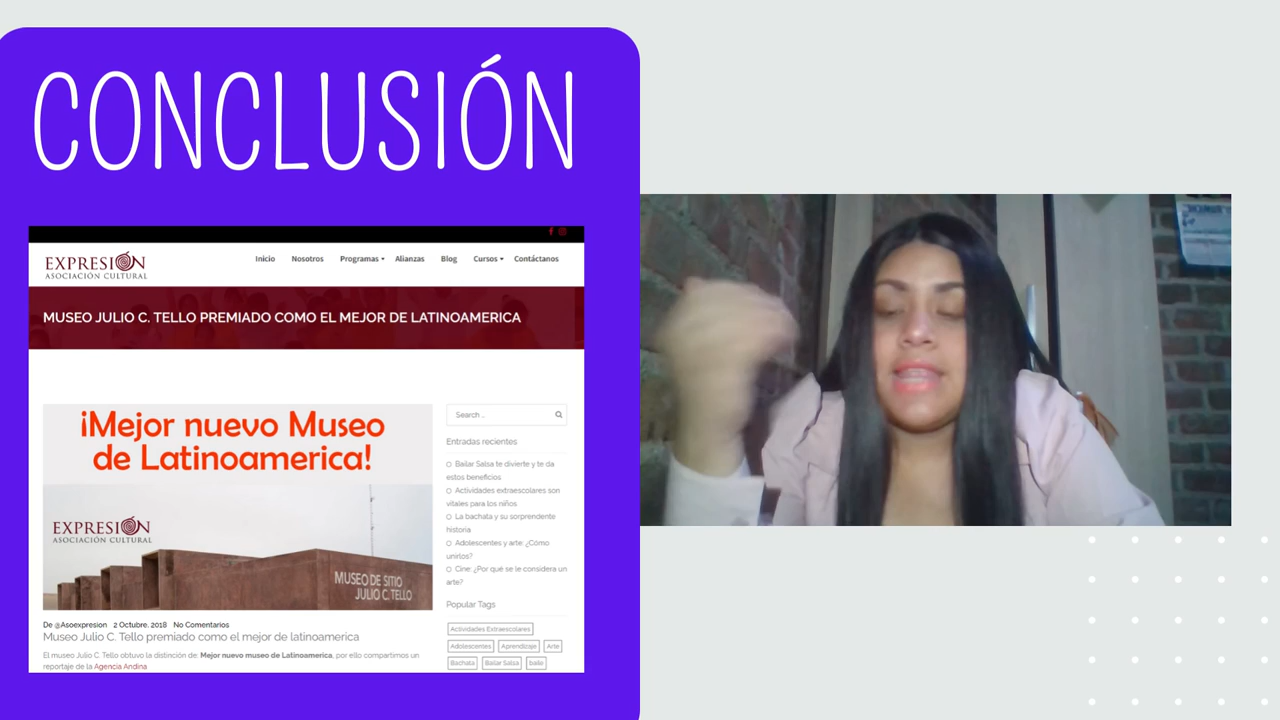 CONCLUSIÓN
EXPRESIÓN
ASOCIACIÓN CULTURAL
Inicio Nosotros Programas Alianzas Blog Cursos Contáctanos
MUSEO JULIO C. TELLO PREMIADO COMO EL MEJOR DE LATINOAMERICA
¡Mejor nuevo Museo
de Latinoamerica!
EXPRESIÓN
ASOCIACIÓN CULTURAL
MUSEO DE SITIO
JULIO C. TELLO
De @Asoexpresion 2 Octubre, 2018 No Comentarios
Museo Julio C. Tello premiado como el mejor de latinoamerica
El museo Julio C. Tello obtuvo la distinción de: Mejor nuevo museo de Latinoamerica, por ello compartimos un
reportaje de la Agencia Andina
Search ..
Entradas recientes
Bailar Salsa te divierte y te da
estos beneficios
Actividades extraescolares son
vitales para los niños
La bachata y su sorprendente
historia
Adolescentes y arte: ¿Cómo
unirlos?
Cine: ¿Por qué se le considera un
arte?
Popular Tags
Actividades Extraescolares
Adolescentes Aprendizaje Arte
Bachata Bailar Salsa baile